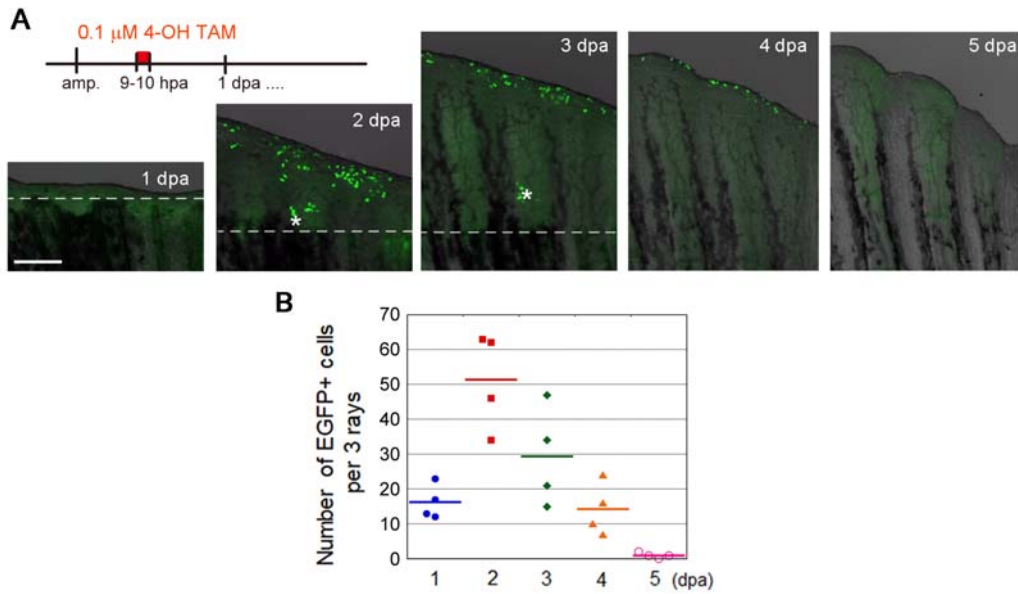 A
0.1 µM 4-OH TAM
amp.
9-10 hpa
1 dpa ....
1 dpa
2 dpa
*
3 dpa
*
4 dpa
5 dpa
B
Number of EGFP+ cells
per 3 rays
70
60
50
40
30
20
10
0
1 2 3 4 5 (dpa)